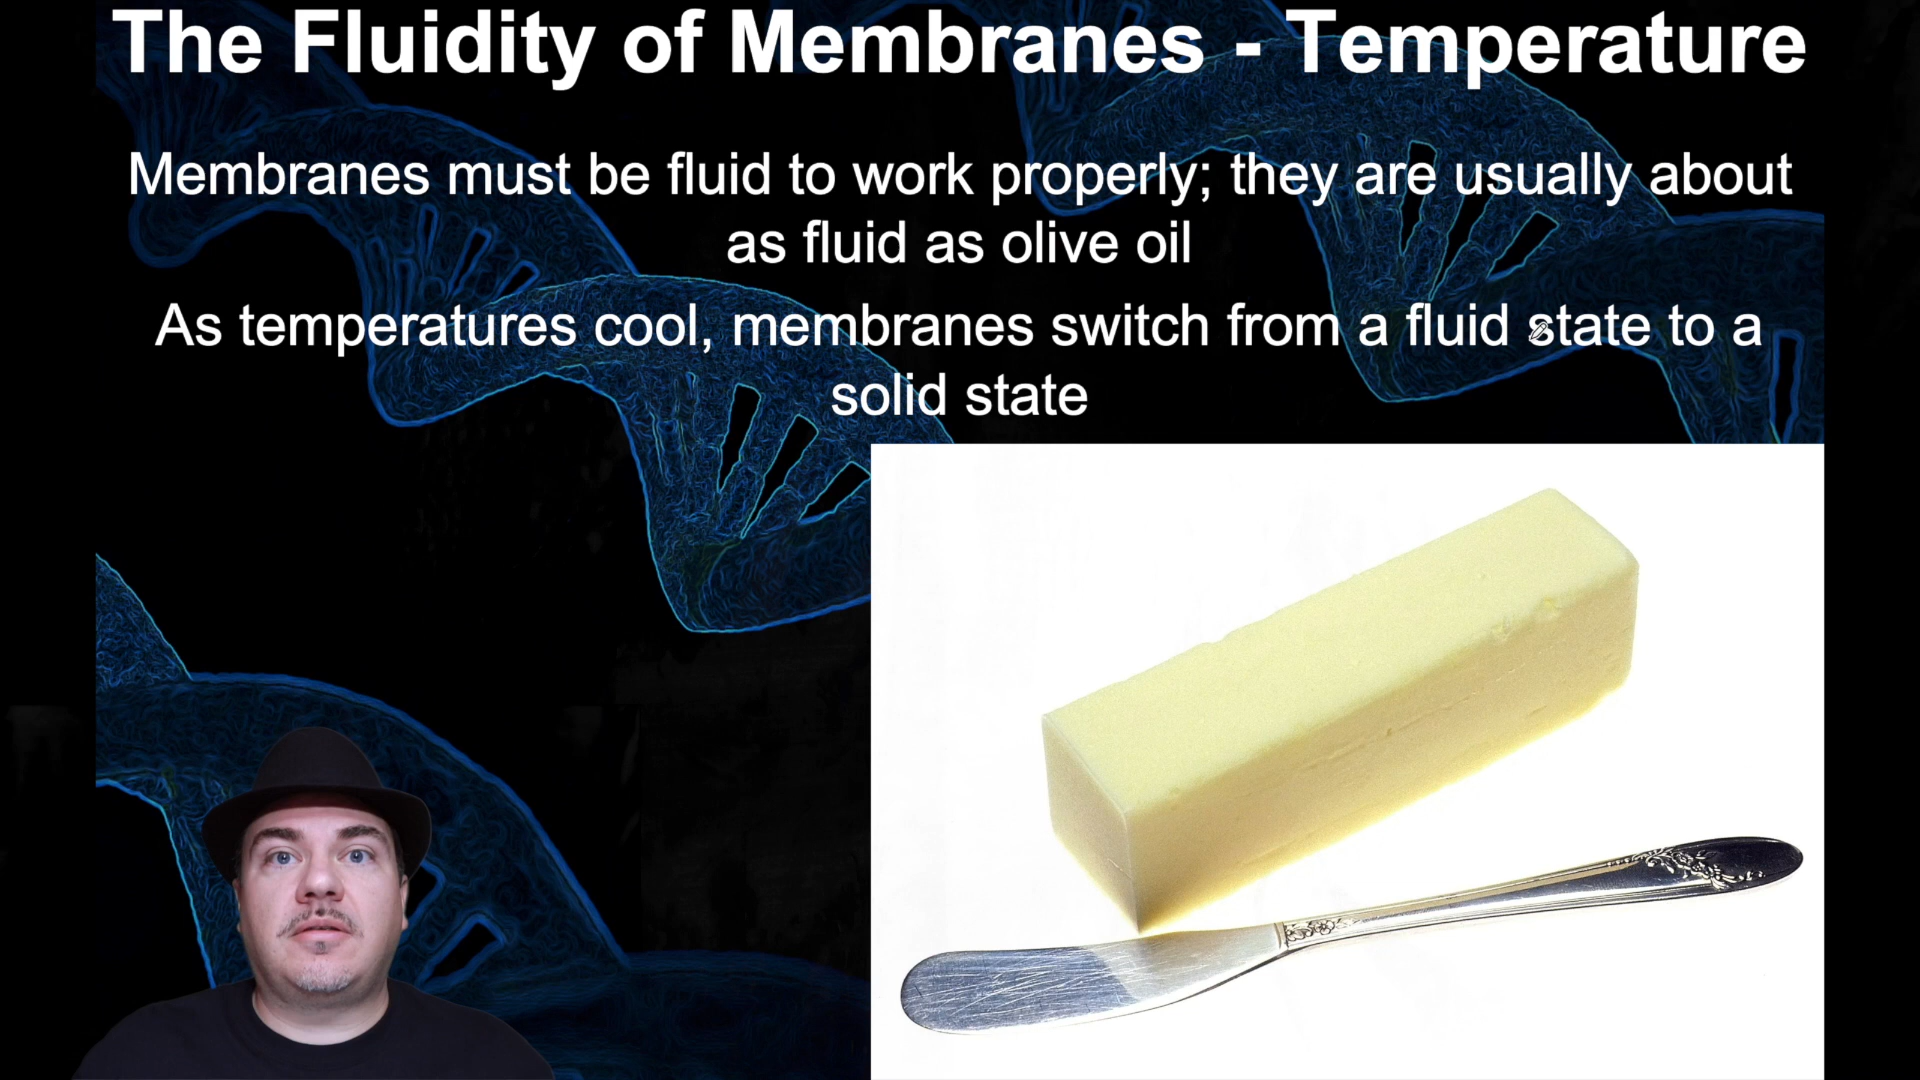 The Fluidity of Membranes - Temperature
Membranes must be fluid to work properly; they are usually about
as fluid as olive oil
As temperatures cool, membranes switch from a fluid state to a
solid state